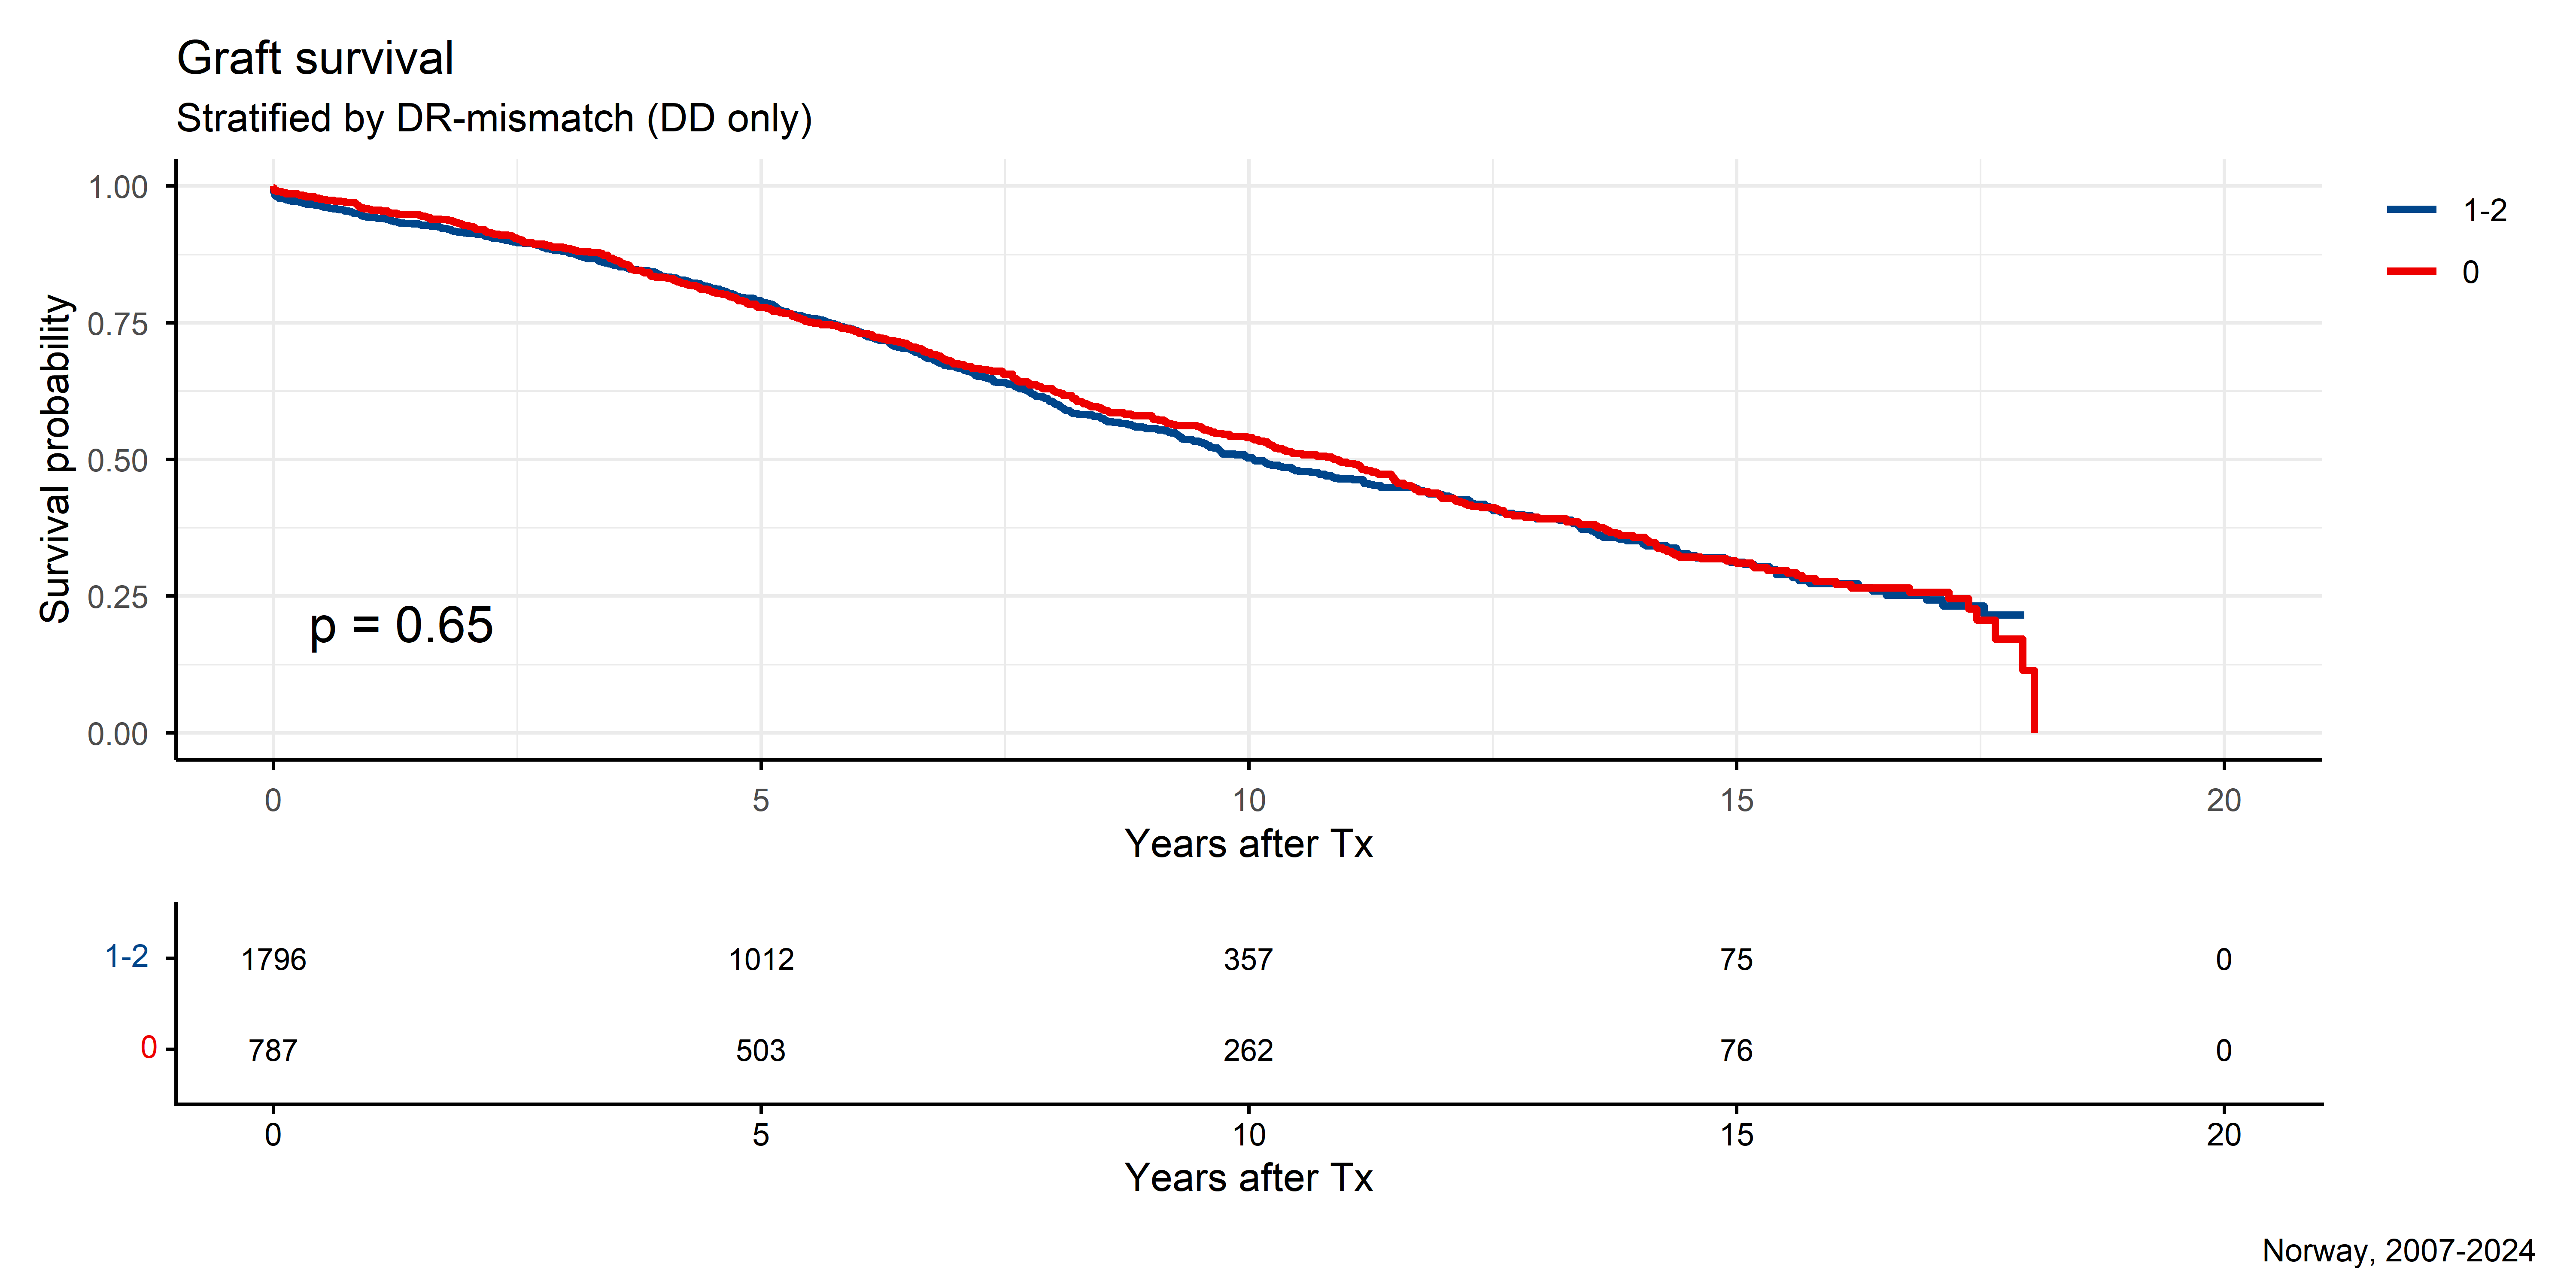 Graft survival
Stratified by DR-mismatch (DD only)
1.00
0.75
0.50
0.25
0.00
Survival probability
p = 0.65
1-2
0
0 5 10 15 20
Years after Tx
1-2 1796 1012 357 75 0
0 787 503 262 76 0
0 5 10 15 20
Years after Tx
Norway, 2007-2024